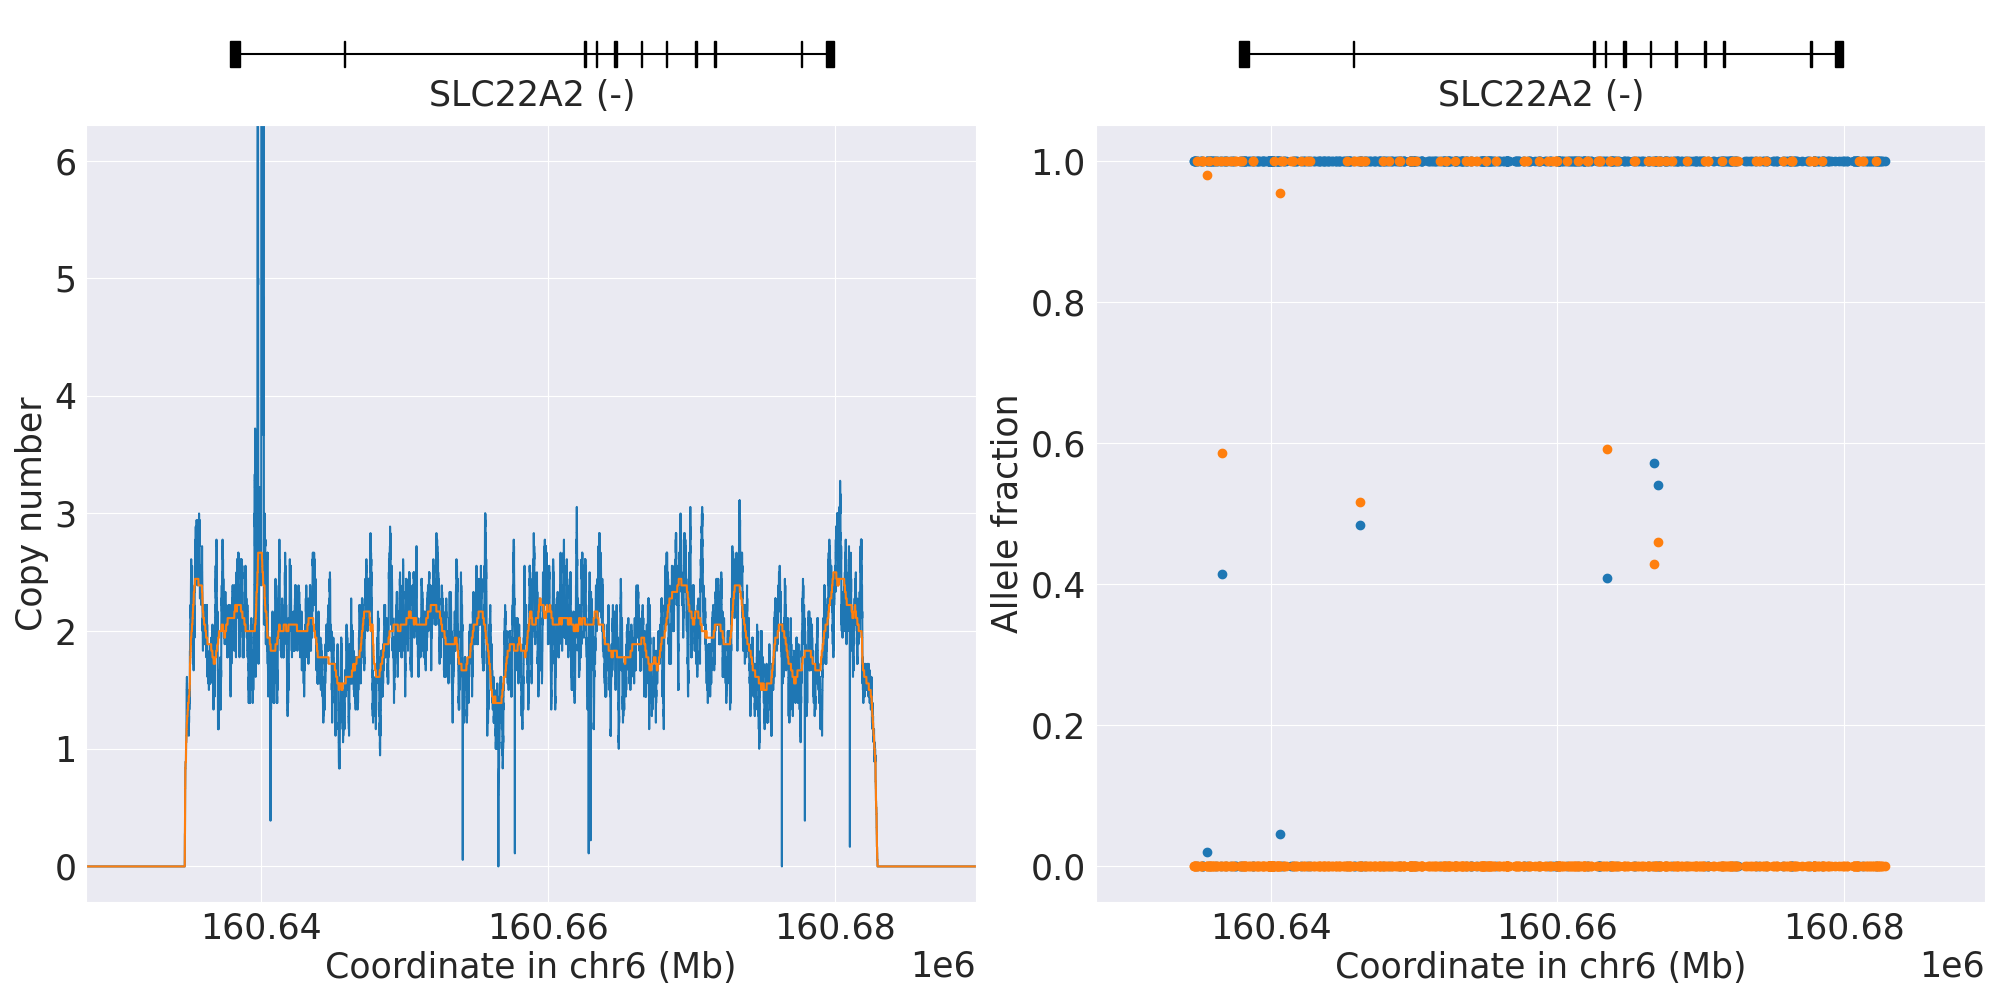 SLC22A2 (-)
6
5
4
3
2
1
0
Copy number
160.64
160.66
160.68
Coordinate in chr6 (Mb)
1e6
SLC22A2 (-)
1.0
0.8
0.6
0.4
0.2
0.0
Allele fraction
160.64
160.66
160.68
Coordinate in chr6 (Mb)
1e6